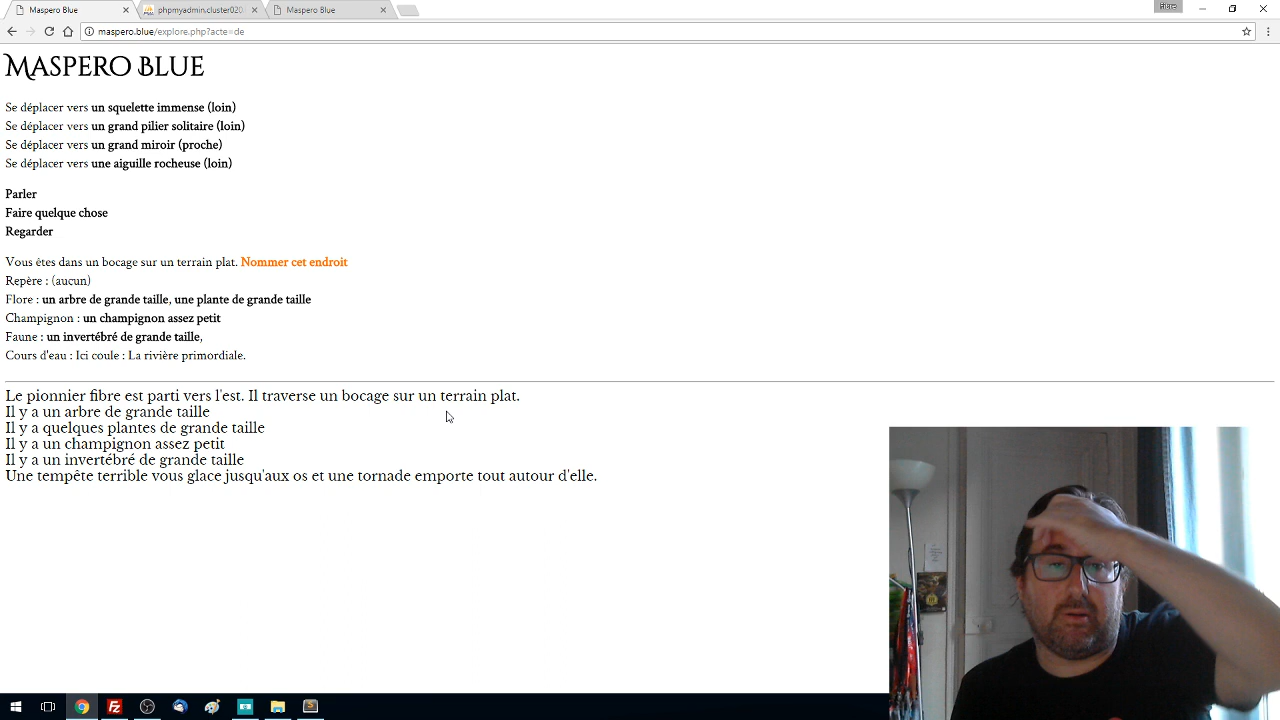 Maspero Blue
phpmyadmin.cluster020
Maspero Blue
maspero.blue/explore.php?acte=de
MASPERO BLUE
Se déplacer vers un squelette immense (loin)
Se déplacer vers un grand pilier solitaire (loin)
Se déplacer vers un grand miroir (proche)
Se déplacer vers une aiguille rocheuse (loin)
Parler
Faire quelque chose
Regarder
Vous êtes dans un bocage sur un terrain plat. Nommer cet endroit
Repère : (aucun)
Flore : un arbre de grande taille, une plante de grande taille
Champignon : un champignon assez petit
Faune : un invertébré de grande taille,
Cours d'eau : Ici coule : La rivière primordiale.
Le pionnier fibre est parti vers l'est. Il traverse un bocage sur un terrain plat.
Il y a un arbre de grande taille
Il y a quelques plantes de grande taille
Il y a un champignon assez petit
Il y a un invertébré de grande taille
Une tempête terrible vous glace jusqu'aux os et une tornade emporte tout autour d'elle.